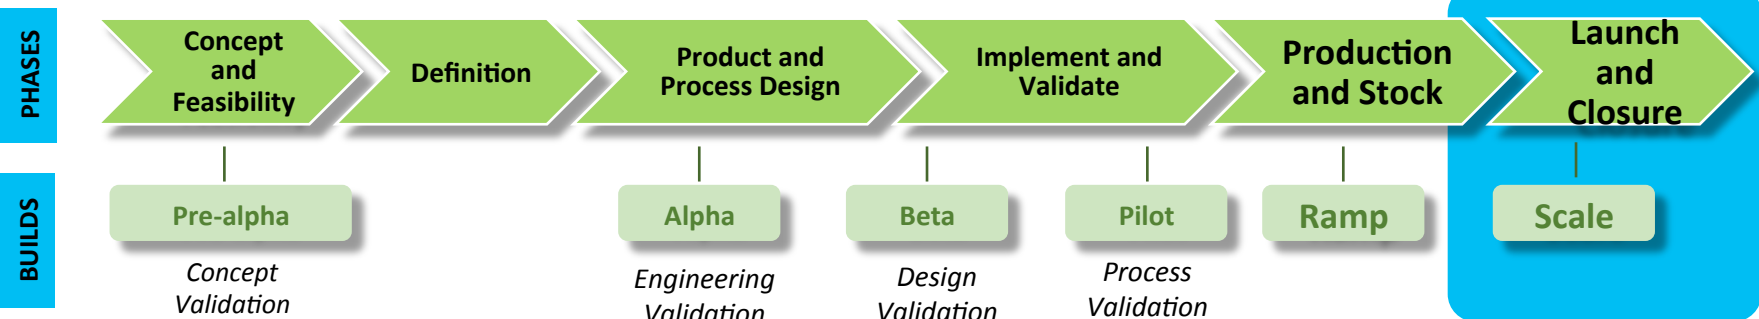 PHASES
Concept
and
Feasibility
Definition
Product and
Process Design
Implement and
Validate
Production
and Stock
Launch
and
Closure
BUILDS
Pre-alpha
Alpha
Beta
Pilot
Ramp
Scale
Concept
Validation
Engineering
Validation
Design
Validation
Process
Validation